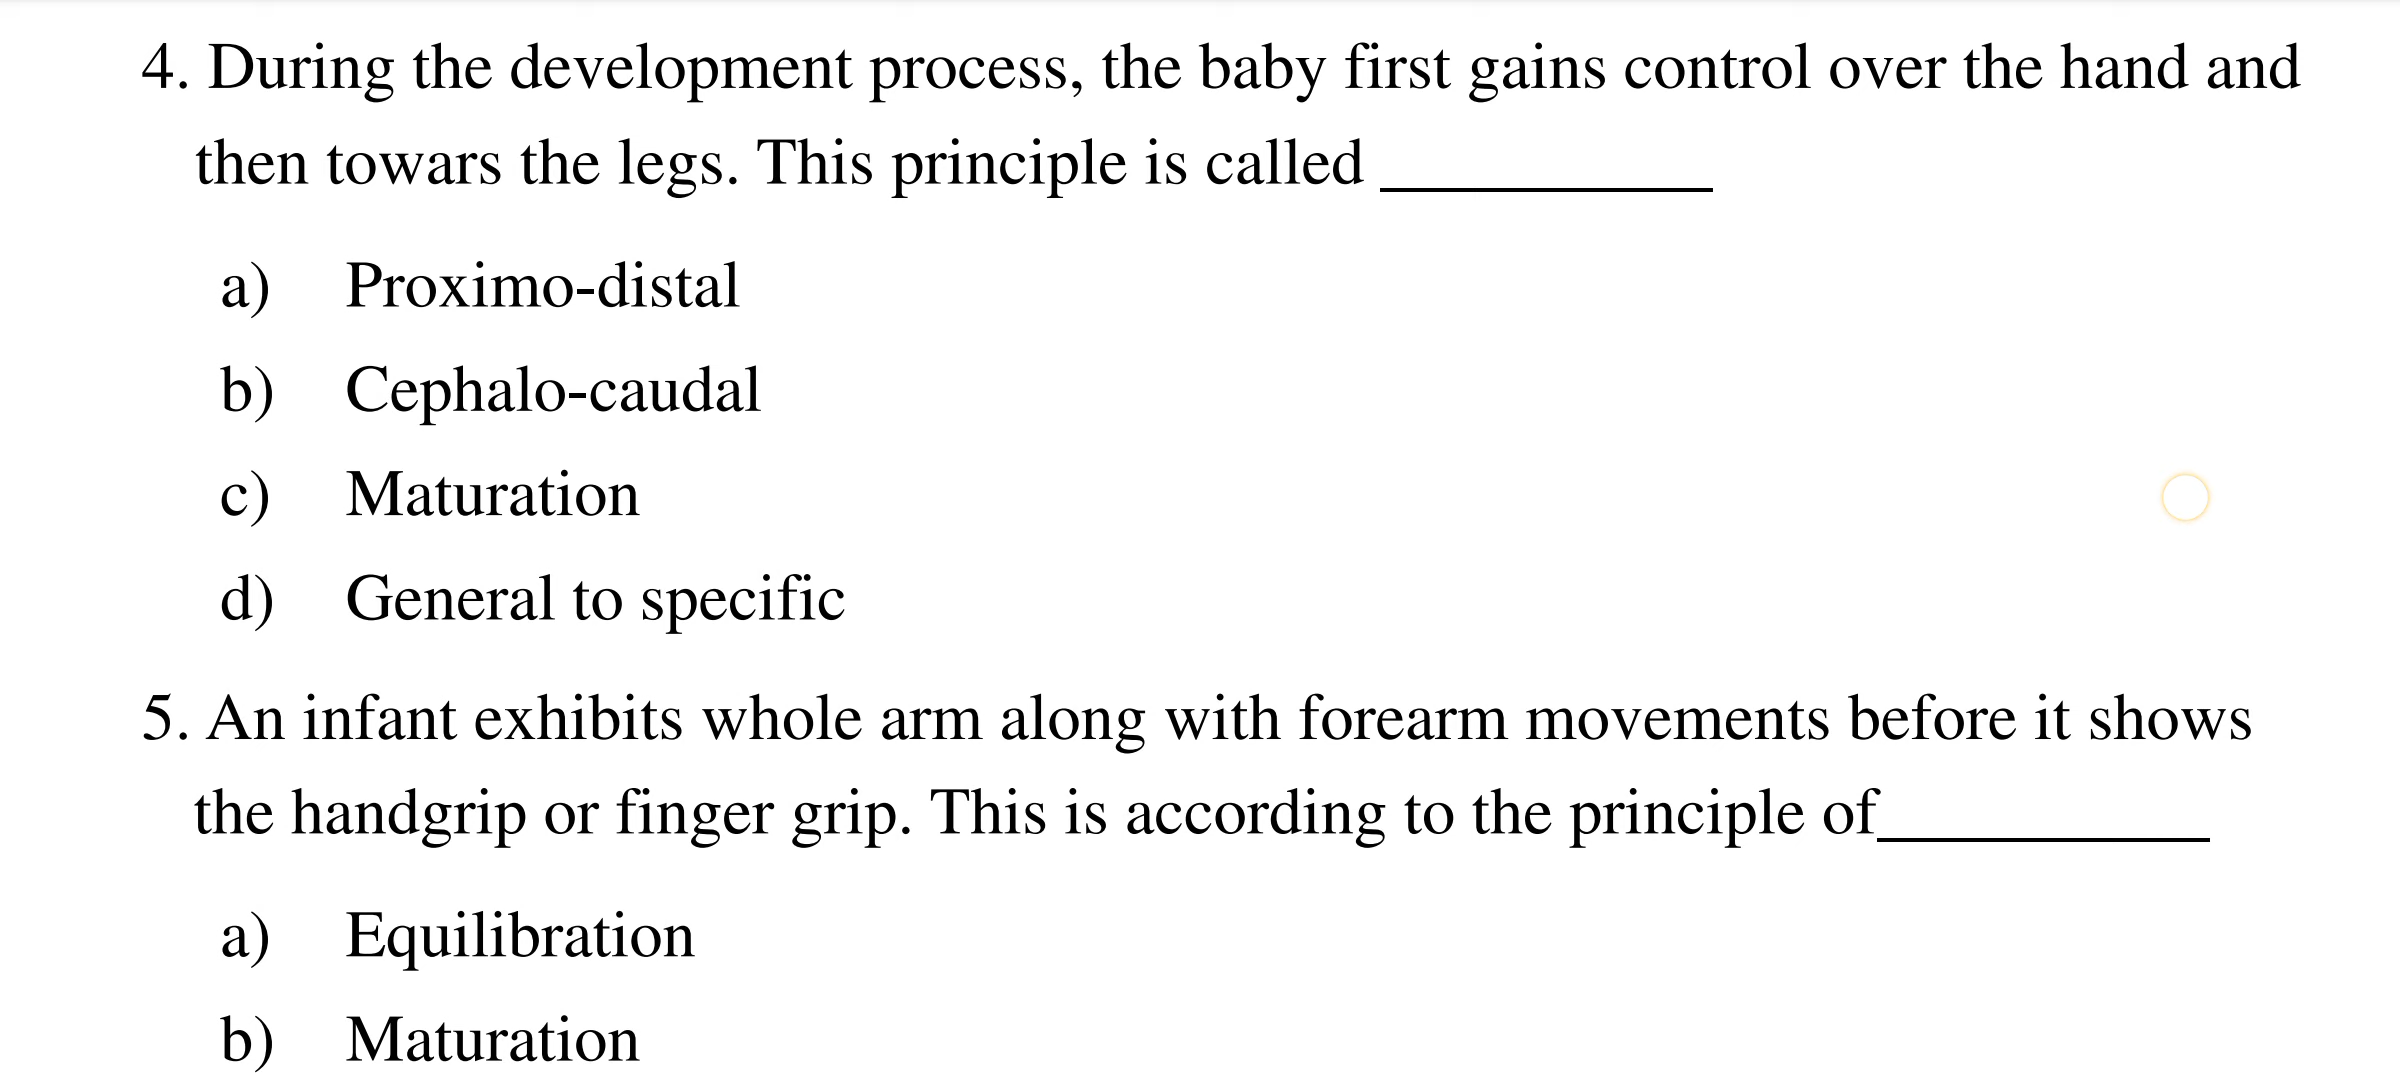 4. During the development process, the baby first gains control over the hand and
then towars the legs. This principle is called __________
a) Proximo-distal
b) Cephalo-caudal
c) Maturation
d) General to specific
5. An infant exhibits whole arm along with forearm movements before it shows
the handgrip or finger grip. This is according to the principle of__________
a) Equilibration
b) Maturation